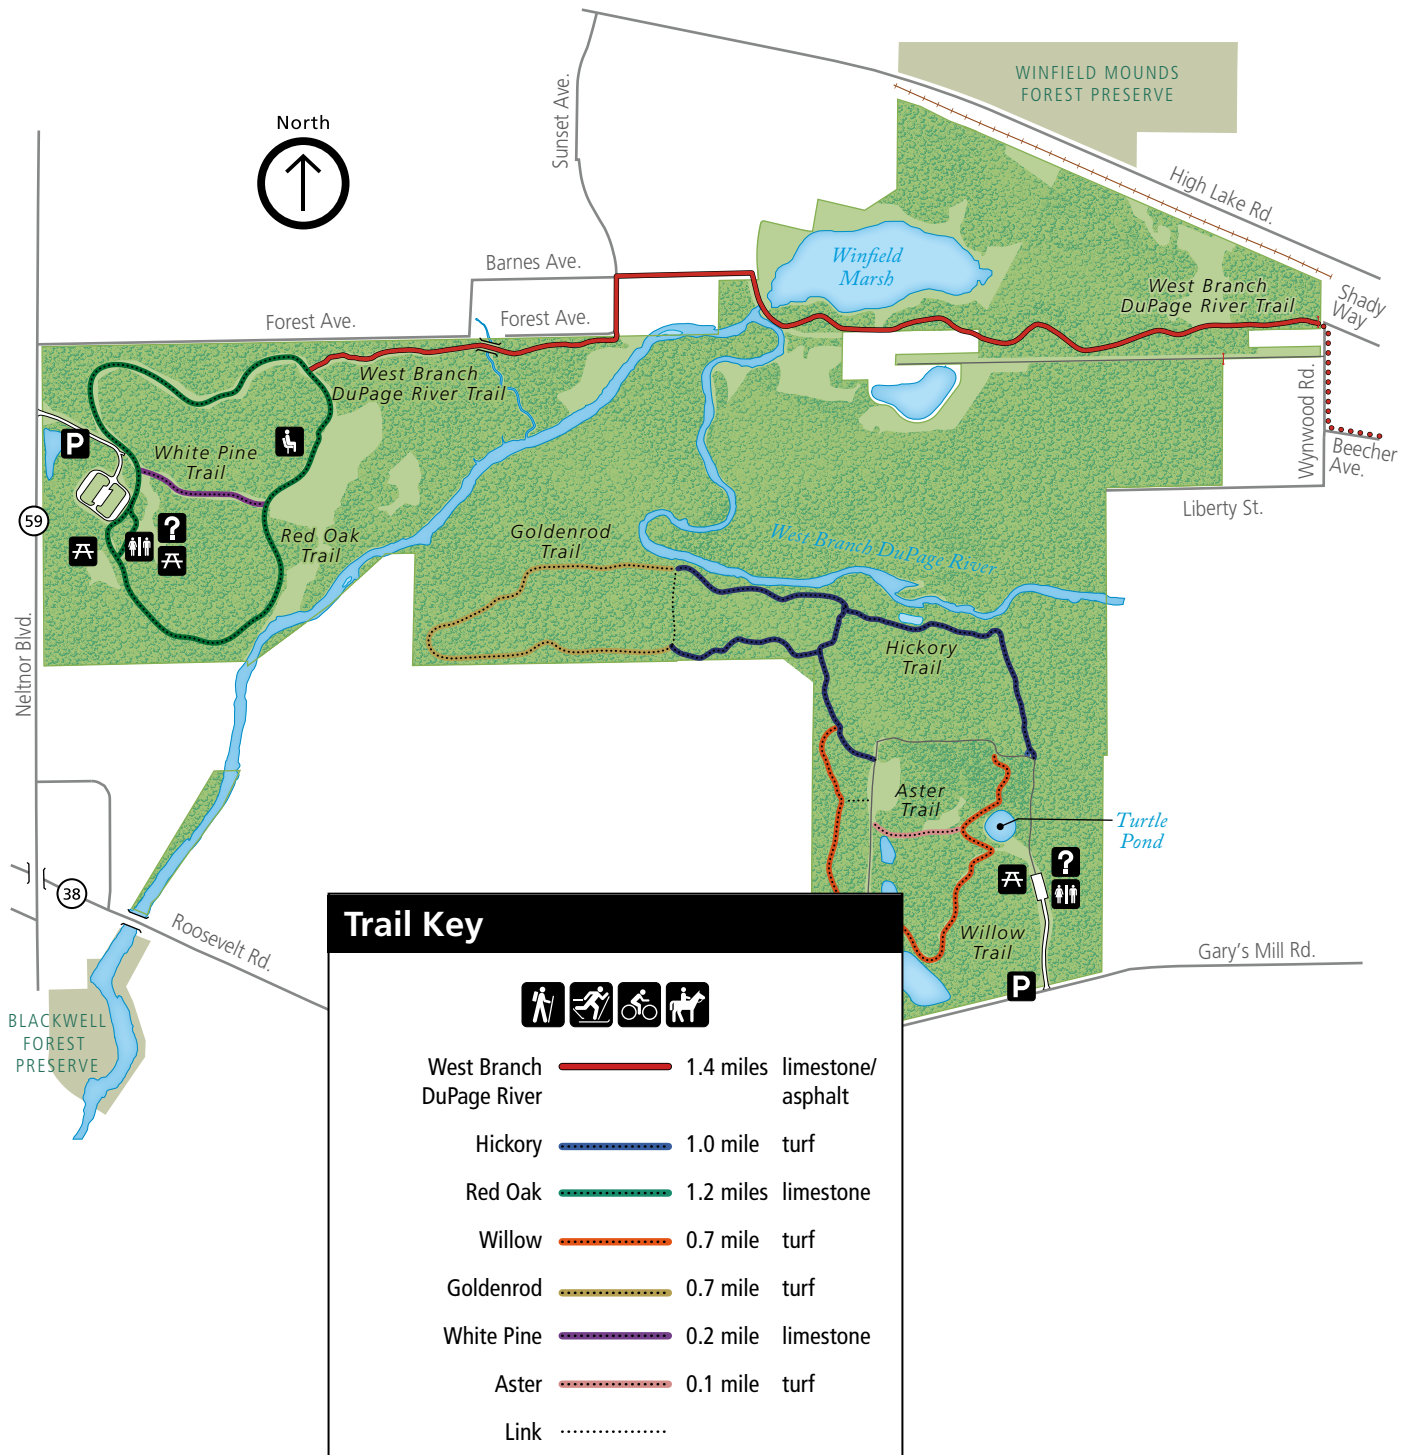 WINFIELD MOUNDS
FOREST PRESERVE
North
Sunset Ave.
High Lake Rd.
Barnes Ave.
Winfield
Marsh
West Branch
DuPage River Trail
Shady
Way
Forest Ave.
Forest Ave.
West Branch
DuPage River Trail
P
White Pine
Trail
Wynwood Rd.
Beecher
Ave.
Liberty St.
59
?
Red Oak
Trail
Goldenrod
Trail
West Branch DuPage River
Neltnor Blvd.
Hickory
Trail
Aster
Trail
Turtle
Pond
?
38
Roosevelt Rd.
Willow
Trail
Gary's Mill Rd.
P
BLACKWELL
FOREST
PRESERVE
Trail Key
West Branch 1.4 miles limestone/
DuPage River asphalt
Hickory 1.0 mile turf
Red Oak 1.2 miles limestone
Willow 0.7 mile turf
Goldenrod 0.7 mile turf
White Pine 0.2 mile limestone
Aster 0.1 mile turf
Link